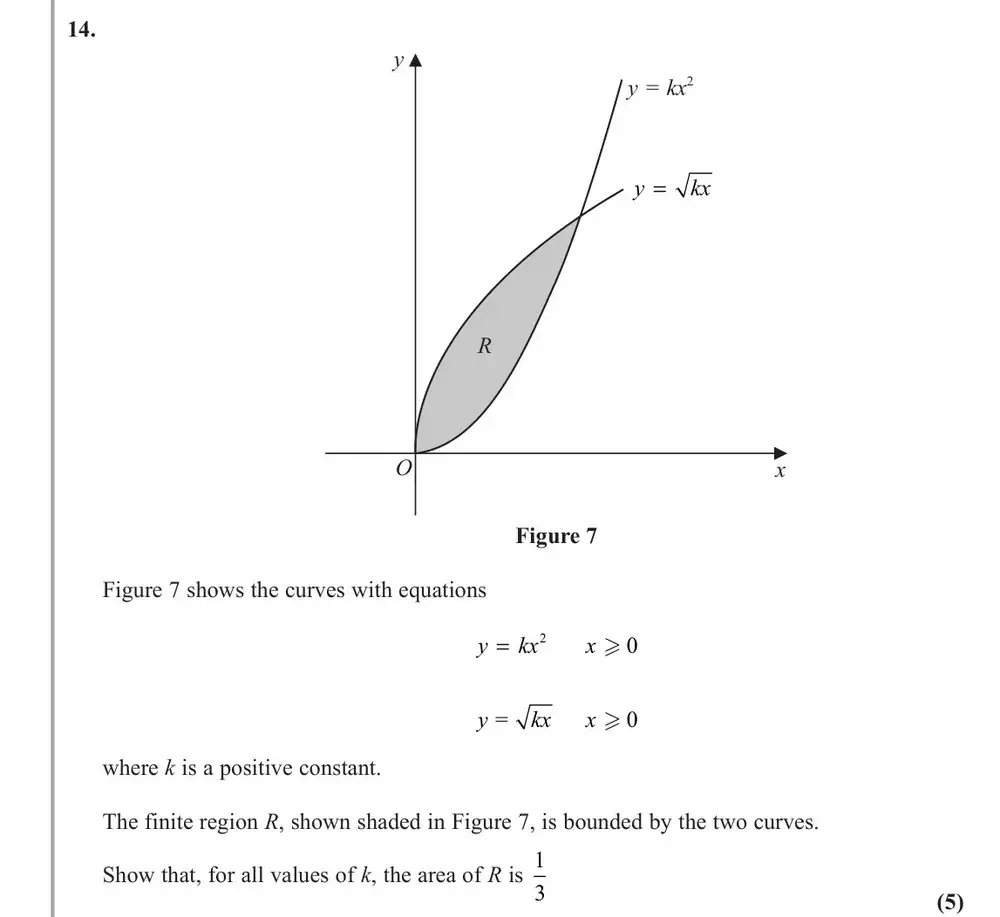 14.
y
y = kx²
y = √kx
R
O
x
Figure 7
Figure 7 shows the curves with equations
y = kx² x ⩾ 0
y = √kx x ⩾ 0
where k is a positive constant.
The finite region R, shown shaded in Figure 7, is bounded by the two curves.
Show that, for all values of k, the area of R is 1/3
(5)